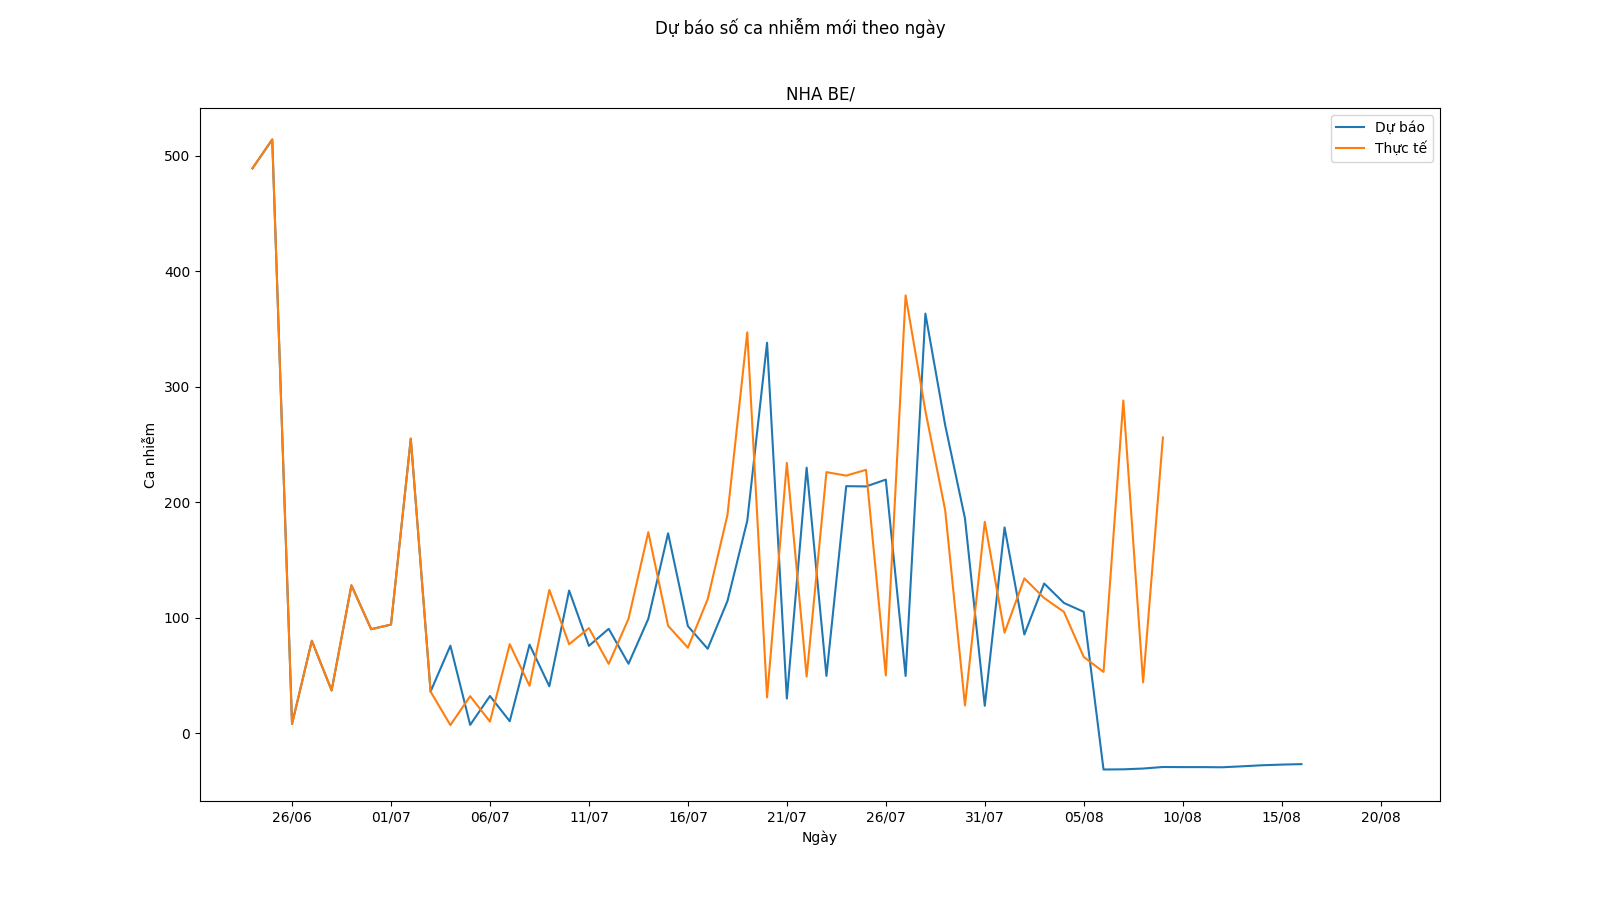 Dự báo số ca nhiễm mới theo ngày
NHA BE/
Dự báo
Thực tế
500
400
300
200
100
0
Ca nhiễm
26/06 01/07 06/07 11/07 16/07 21/07 26/07 31/07 05/08 10/08 15/08 20/08
Ngày